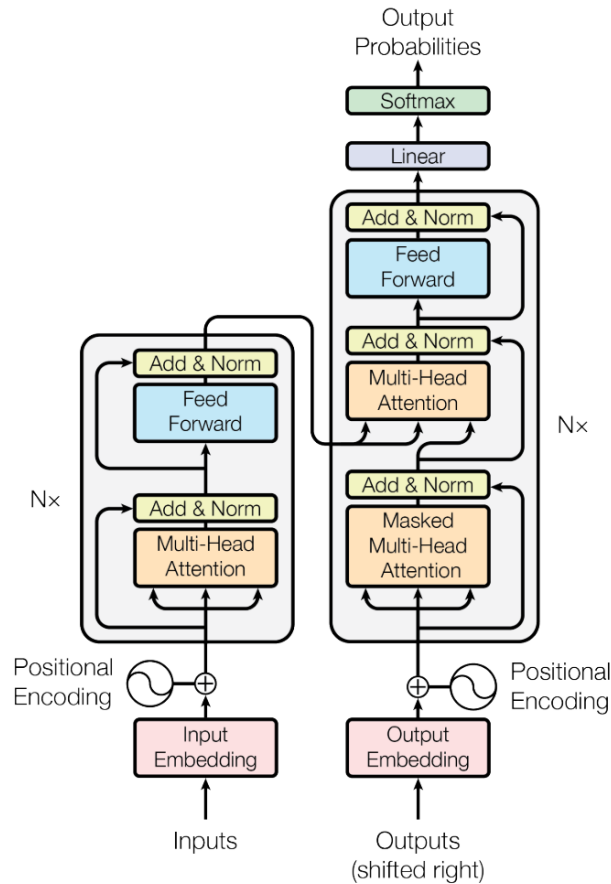 Output
Probabilities
Softmax
Linear
Add & Norm
Feed
Forward
Add & Norm
Multi-Head
Attention
Add & Norm
Masked
Multi-Head
Attention
N×
Add & Norm
Feed
Forward
Add & Norm
Multi-Head
Attention
N×
Positional
Encoding
Positional
Encoding
Input
Embedding
Output
Embedding
Inputs
Outputs
(shifted right)